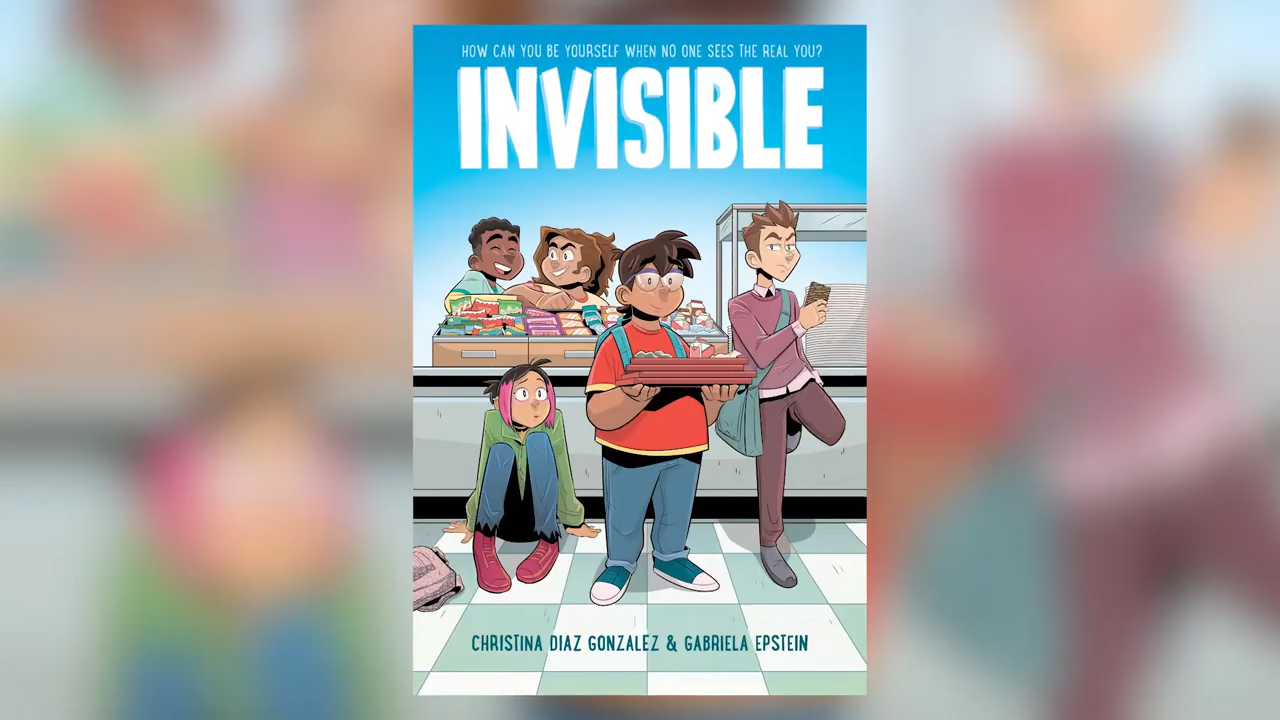 HOW CAN YOU BE YOURSELF WHEN NO ONE SEES THE REAL YOU?
INVISIBLE
CHRISTINA DIAZ GONZALEZ & GABRIELA EPSTEIN